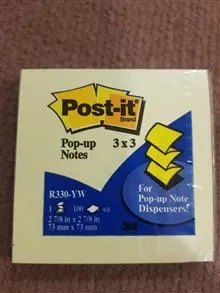 Post-it
Brand
Pop-up 3 x 3
Notes
R330-YW
1 100
2 7/8 in x 2 7/8 in
73 mm x 73 mm
For
Pop-up Note
Dispensers!
3M